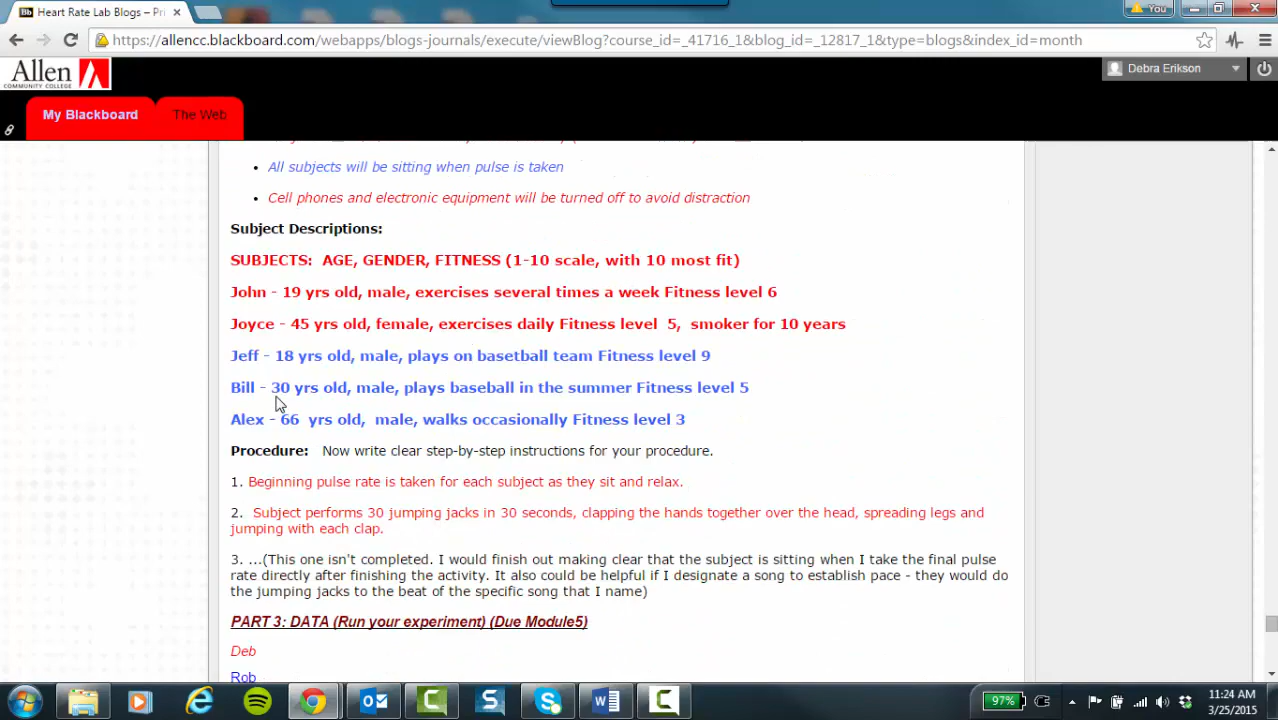 Heart Rate Lab Blogs – Pri
You
https://allencc.blackboard.com/webapps/blogs-journals/execute/viewBlog?course_id=_41716_1&blog_id=_12817_1&type=blogs&index_id=month
Allen
COMMUNITY COLLEGE
Debra Erikson
My Blackboard
The Web
• All subjects will be sitting when pulse is taken
• Cell phones and electronic equipment will be turned off to avoid distraction
Subject Descriptions:
SUBJECTS:  AGE, GENDER, FITNESS (1-10 scale, with 10 most fit)
John - 19 yrs old, male, exercises several times a week Fitness level 6
Joyce - 45 yrs old, female, exercises daily Fitness level  5,  smoker for 10 years
Jeff - 18 yrs old, male, plays on basetball team Fitness level 9
Bill - 30 yrs old, male, plays baseball in the summer Fitness level 5
Alex - 66  yrs old,  male, walks occasionally Fitness level 3
Procedure:   Now write clear step-by-step instructions for your procedure.
1. Beginning pulse rate is taken for each subject as they sit and relax.
2.  Subject performs 30 jumping jacks in 30 seconds, clapping the hands together over the head, spreading legs and
jumping with each clap.
3. ...(This one isn't completed. I would finish out making clear that the subject is sitting when I take the final pulse
rate directly after finishing the activity. It also could be helpful if I designate a song to establish pace - they would do
the jumping jacks to the beat of the specific song that I name)
PART 3: DATA (Run your experiment) (Due Module5)
Deb
Rob
97%
11:24 AM
3/25/2015